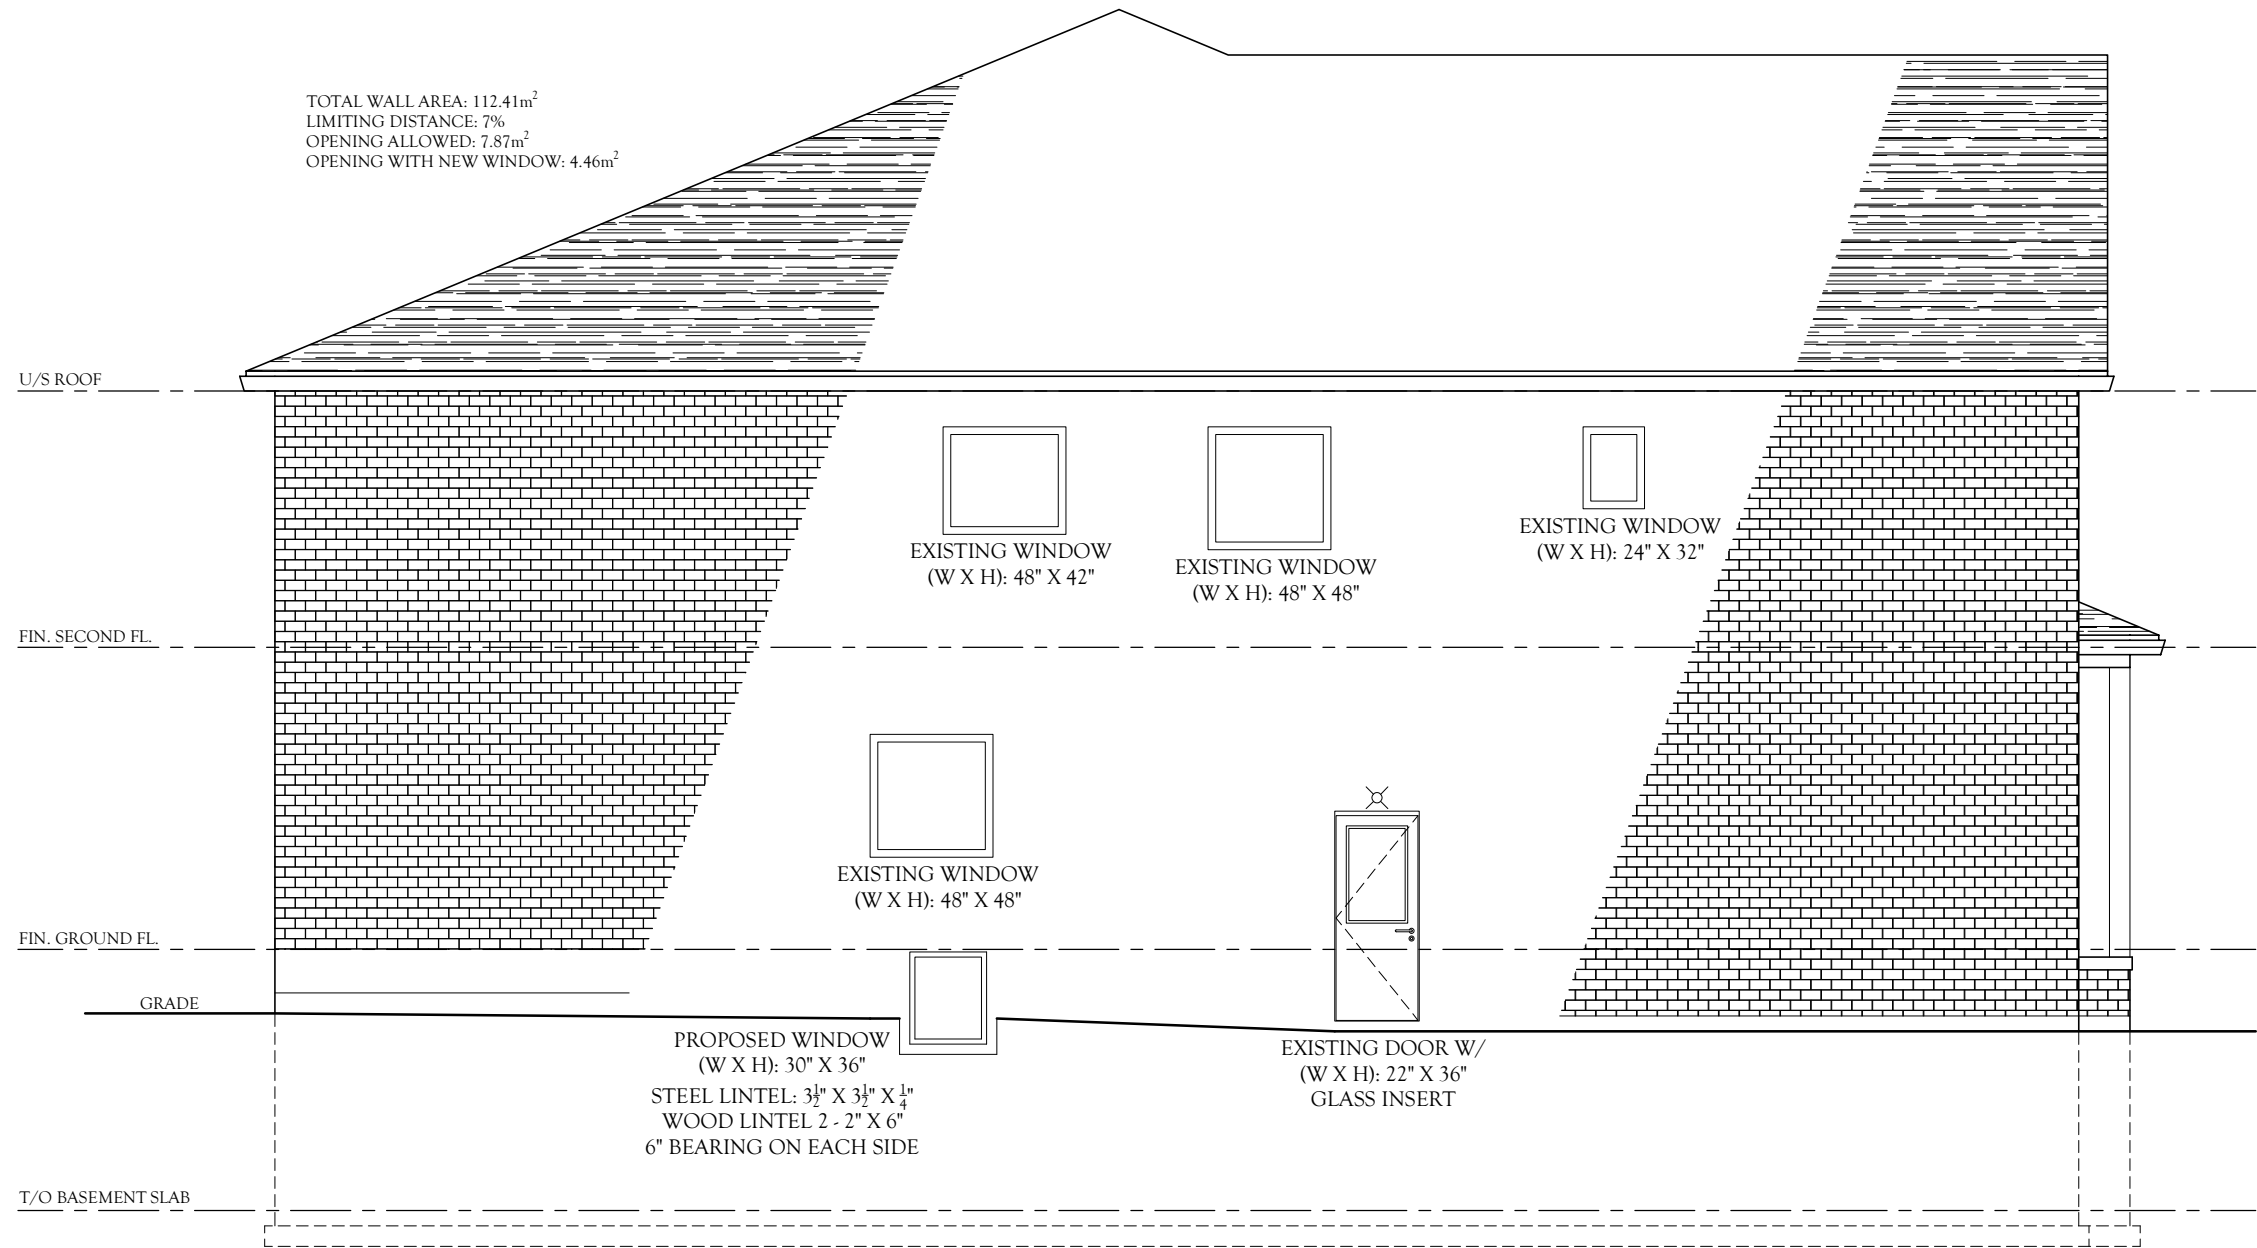 TOTAL WALL AREA: 112.41m²
LIMITING DISTANCE: 7%
OPENING ALLOWED: 7.87m²
OPENING WITH NEW WINDOW: 4.46m²
U/S ROOF
EXISTING WINDOW
(W X H): 48" X 42"
EXISTING WINDOW
(W X H): 48" X 48"
EXISTING WINDOW
(W X H): 24" X 32"
FIN. SECOND FL.
EXISTING WINDOW
(W X H): 48" X 48"
FIN. GROUND FL.
GRADE
PROPOSED WINDOW
(W X H): 30" X 36"
STEEL LINTEL: 3½" X 3½" X ¼"
WOOD LINTEL 2 - 2" X 6"
6" BEARING ON EACH SIDE
EXISTING DOOR W/
(W X H): 22" X 36"
GLASS INSERT
T/O BASEMENT SLAB